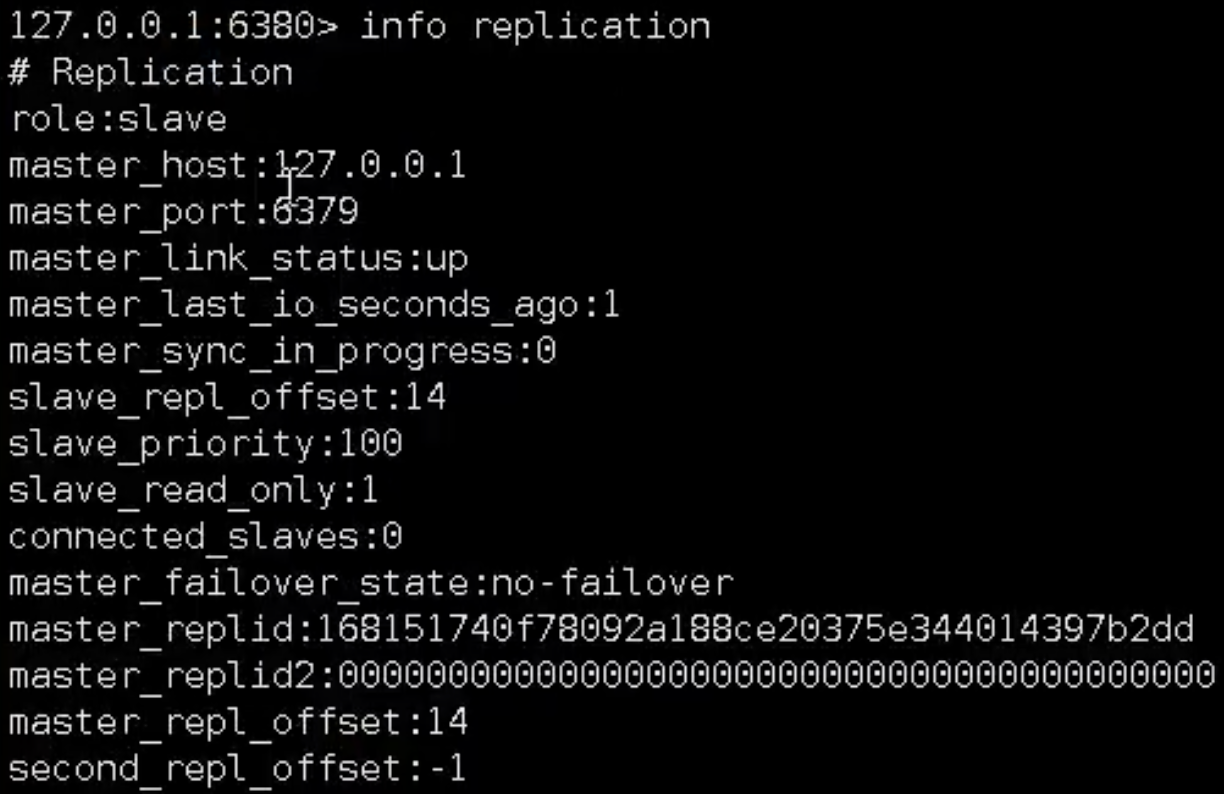 127.0.0.1:6380> info replication
# Replication
role:slave
master_host:127.0.0.1
master_port:6379
master_link_status:up
master_last_io_seconds_ago:1
master_sync_in_progress:0
slave_repl_offset:14
slave_priority:100
slave_read_only:1
connected_slaves:0
master_failover_state:no-failover
master_replid:168151740f78092a188ce20375e344014397b2dd
master_replid2:0000000000000000000000000000000000000000
master_repl_offset:14
second_repl_offset:-1